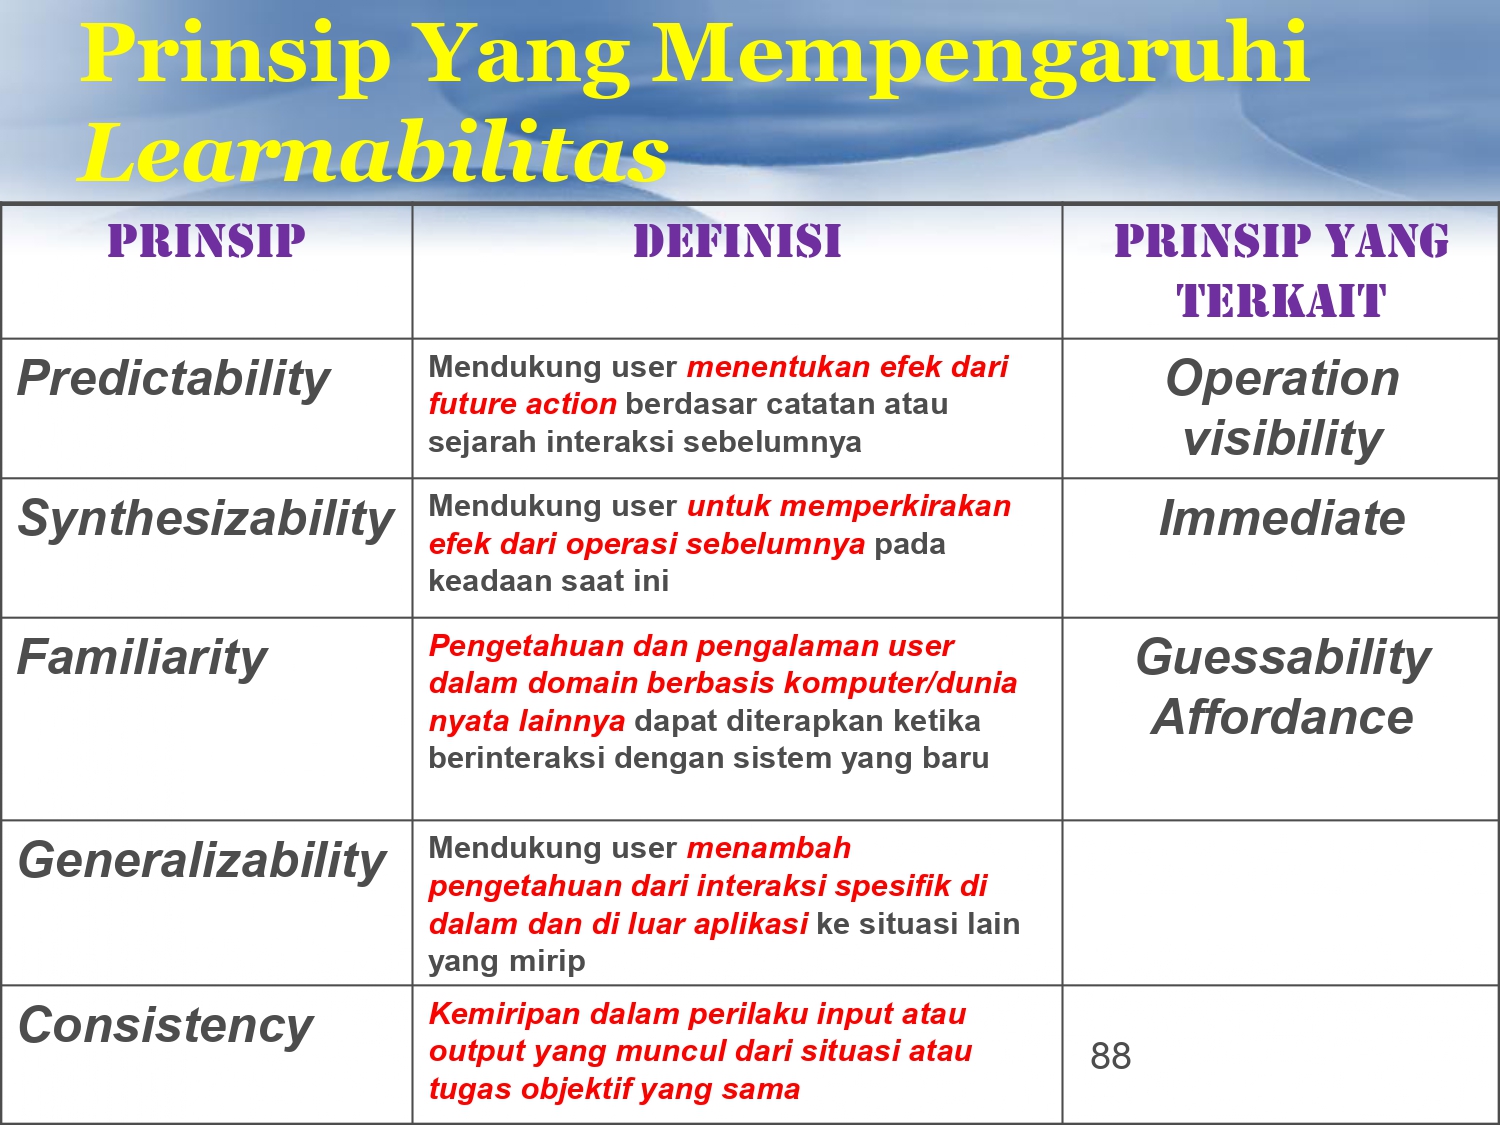 Prinsip Yang Mempengaruhi
Learnabilitas
PRINSIP
DEFINISI
PRINSIP YANG
TERKAIT
Predictability
Mendukung user menentukan efek dari
future action berdasar catatan atau
sejarah interaksi sebelumnya
Operation
visibility
Synthesizability
Mendukung user untuk memperkirakan
efek dari operasi sebelumnya pada
keadaan saat ini
Immediate
Familiarity
Pengetahuan dan pengalaman user
dalam domain berbasis komputer/dunia
nyata lainnya dapat diterapkan ketika
berinteraksi dengan sistem yang baru
Guessability
Affordance
Generalizability
Mendukung user menambah
pengetahuan dari interaksi spesifik di
dalam dan di luar aplikasi ke situasi lain
yang mirip
Consistency
Kemiripan dalam perilaku input atau
output yang muncul dari situasi atau
tugas objektif yang sama
88